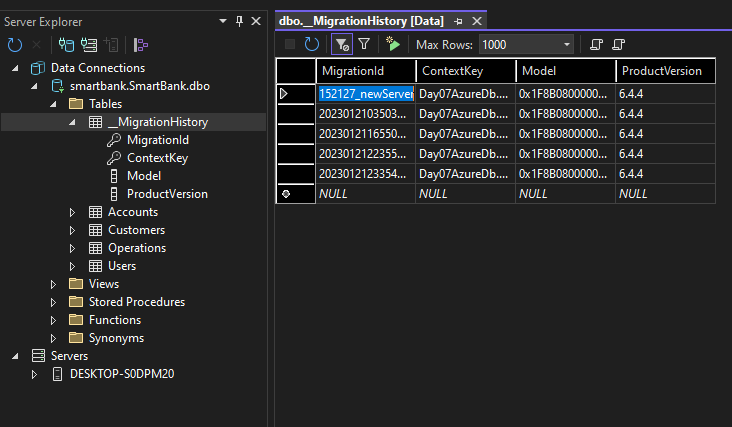 Server Explorer
Data Connections
smartbank.SmartBank.dbo
Tables
__MigrationHistory
MigrationId
ContextKey
Model
ProductVersion
Accounts
Customers
Operations
Users
Views
Stored Procedures
Functions
Synonyms
Servers
DESKTOP-S0DPM20
dbo.__MigrationHistory [Data]
Max Rows: 1000
MigrationId ContextKey Model ProductVersion
152127_newServer Day07AzureDb.... 0x1F8B0800000... 6.4.4
2023012103503... Day07AzureDb.... 0x1F8B0800000... 6.4.4
2023012116550... Day07AzureDb.... 0x1F8B0800000... 6.4.4
2023012122355... Day07AzureDb.... 0x1F8B0800000... 6.4.4
2023012123354... Day07AzureDb.... 0x1F8B0800000... 6.4.4
NULL NULL NULL NULL